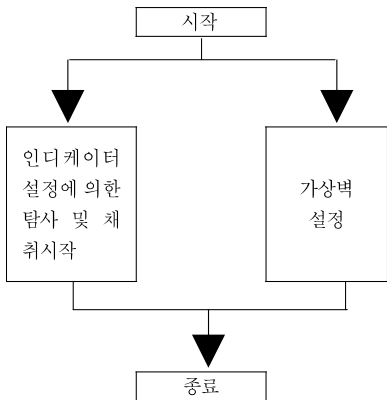 시작
인디케이터
설정에 의한
탐사 및 채
취시작
가상벽
설정
종료